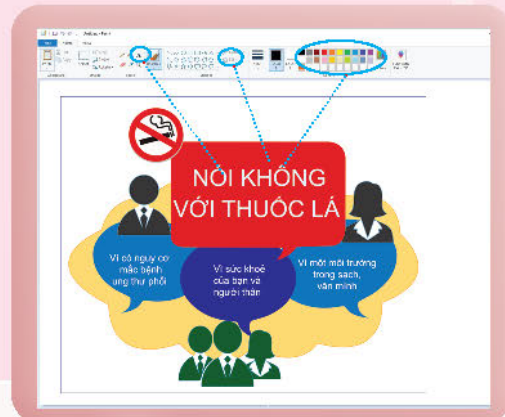 NÓI KHÔNG
VỚI THUỐC LÁ
Vì có nguy cơ
mắc bệnh
ung thư phổi
Vì sức khoẻ
của bạn và
người thân
Vì một môi trường
trong sạch,
văn minh